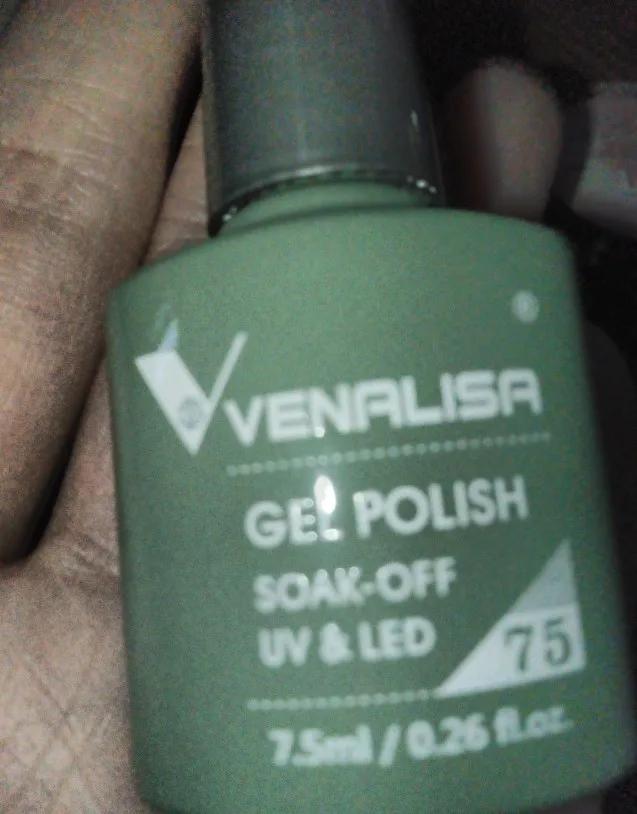 ®
VENALISA
GEL POLISH
SOAK-OFF
UV & LED
75
7.5ml / 0.26 fl.oz.